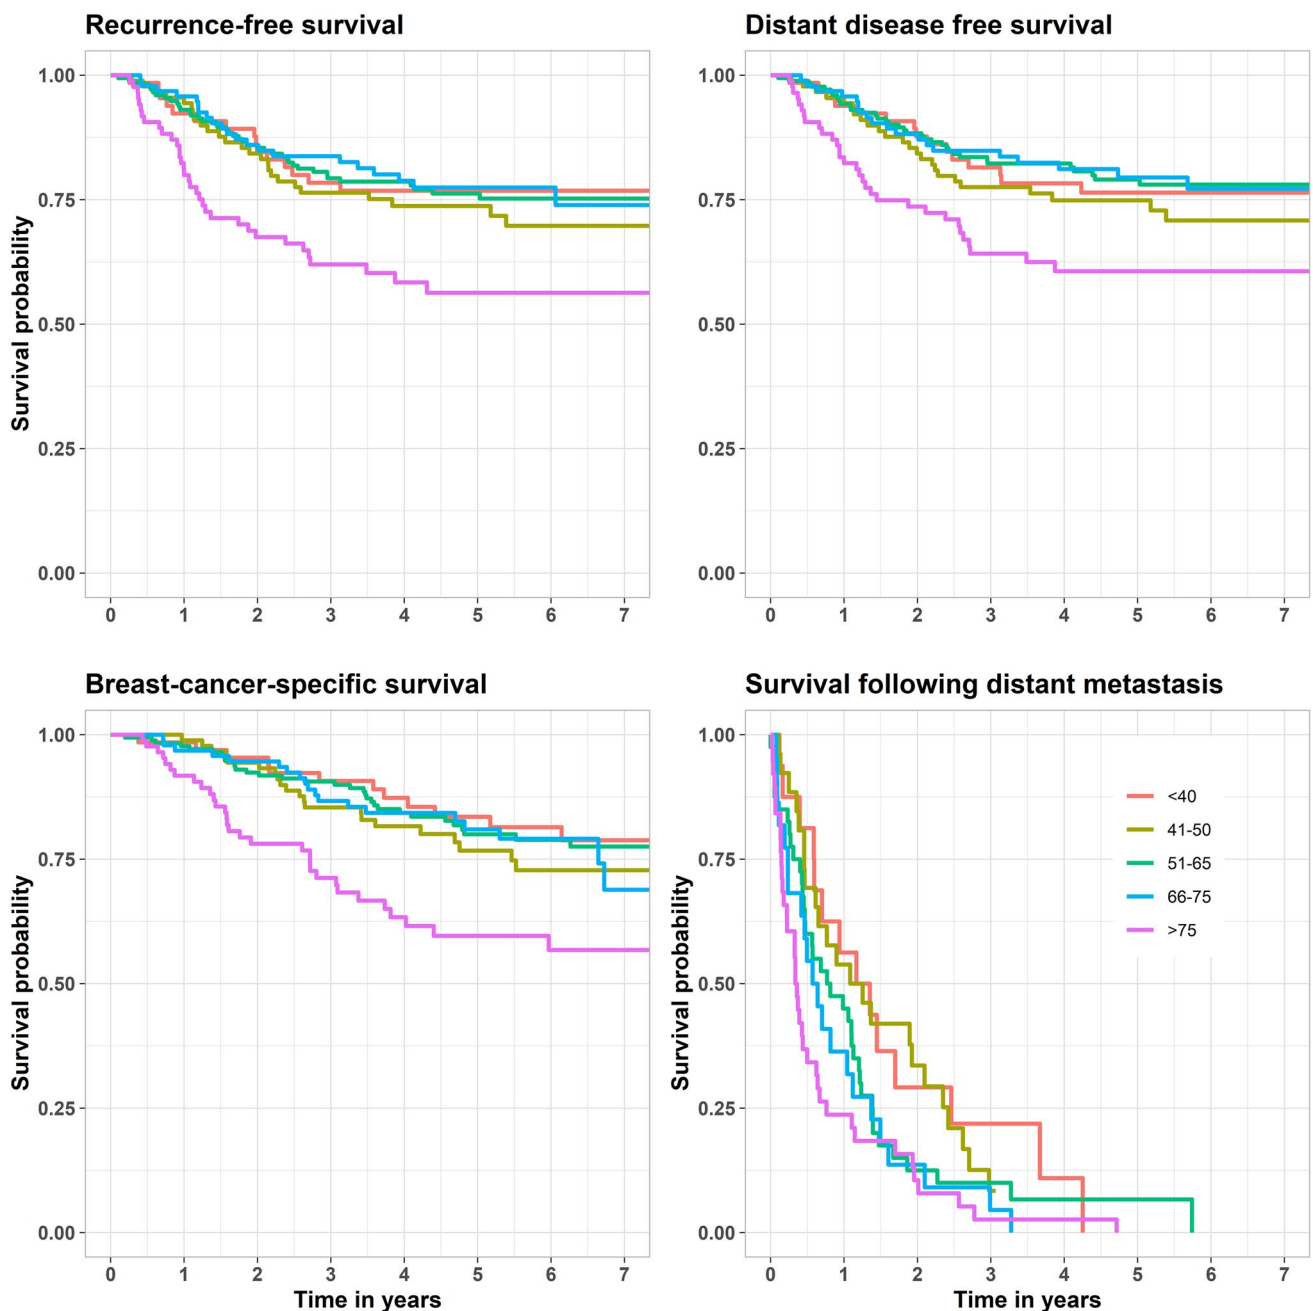 Recurrence-free survival
Survival probability
1.00
0.75
0.50
0.25
0.00
0 1 2 3 4 5 6 7
Distant disease free survival
1.00
0.75
0.50
0.25
0.00
0 1 2 3 4 5 6 7
Breast-cancer-specific survival
Survival probability
1.00
0.75
0.50
0.25
0.00
0 1 2 3 4 5 6 7
Time in years
Survival following distant metastasis
Survival probability
1.00
0.75
0.50
0.25
0.00
<40
41-50
51-65
66-75
>75
0 1 2 3 4 5 6 7
Time in years